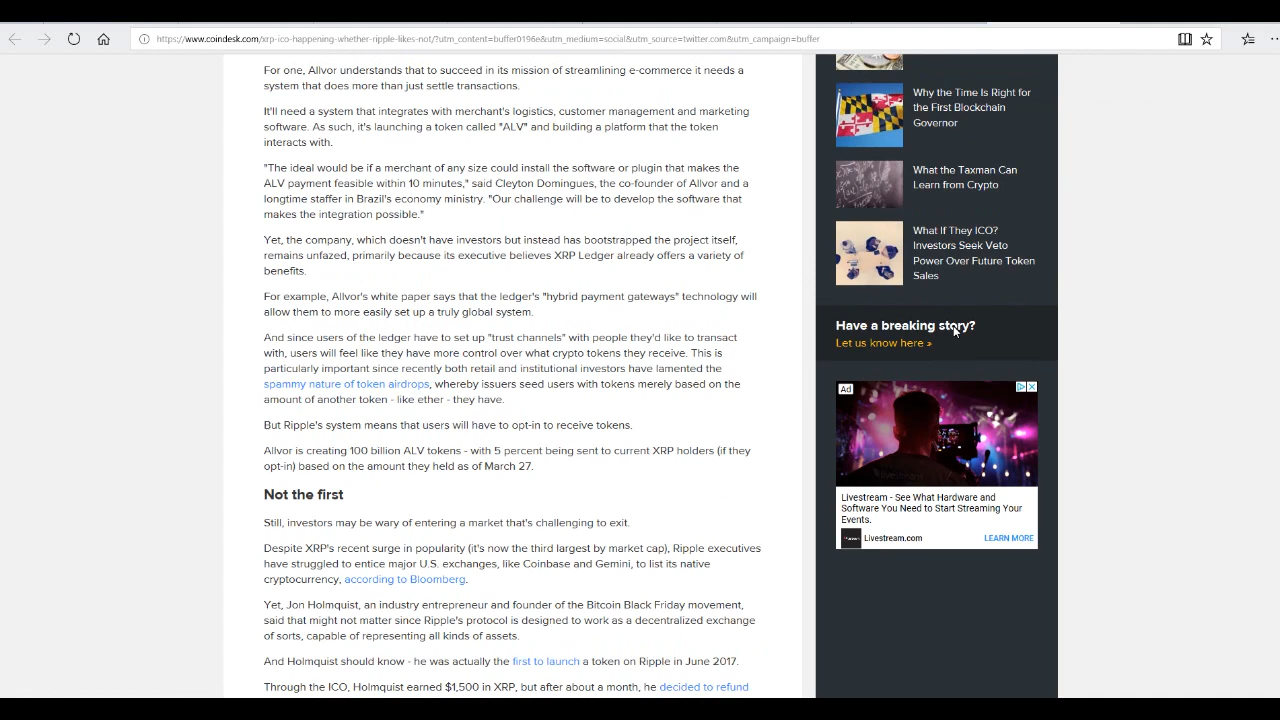 https://www.coindesk.com/xrp-ico-happening-whether-ripple-likes-not/?utm_content=buffer0196e&utm_medium=social&utm_source=twitter.com&utm_campaign=buffer
For one, Allvor understands that to succeed in its mission of streamlining e-commerce it needs a
system that does more than just settle transactions.
It'll need a system that integrates with merchant's logistics, customer management and marketing
software. As such, it's launching a token called "ALV" and building a platform that the token
interacts with.
"The ideal would be if a merchant of any size could install the software or plugin that makes the
ALV payment feasible within 10 minutes," said Cleyton Domingues, the co-founder of Allvor and a
longtime staffer in Brazil's economy ministry. "Our challenge will be to develop the software that
makes the integration possible."
Yet, the company, which doesn't have investors but instead has bootstrapped the project itself,
remains unfazed, primarily because its executive believes XRP Ledger already offers a variety of
benefits.
For example, Allvor's white paper says that the ledger's "hybrid payment gateways" technology will
allow them to more easily set up a truly global system.
And since users of the ledger have to set up "trust channels" with people they'd like to transact
with, users will feel like they have more control over what crypto tokens they receive. This is
particularly important since recently both retail and institutional investors have lamented the
spammy nature of token airdrops, whereby issuers seed users with tokens merely based on the
amount of another token - like ether - they have.
But Ripple's system means that users will have to opt-in to receive tokens.
Allvor is creating 100 billion ALV tokens - with 5 percent being sent to current XRP holders (if they
opt-in) based on the amount they held as of March 27.
Not the first
Still, investors may be wary of entering a market that's challenging to exit.
Despite XRP's recent surge in popularity (it's now the third largest by market cap), Ripple executives
have struggled to entice major U.S. exchanges, like Coinbase and Gemini, to list its native
cryptocurrency, according to Bloomberg.
Yet, Jon Holmquist, an industry entrepreneur and founder of the Bitcoin Black Friday movement,
said that might not matter since Ripple's protocol is designed to work as a decentralized exchange
of sorts, capable of representing all kinds of assets.
And Holmquist should know - he was actually the first to launch a token on Ripple in June 2017.
Through the ICO, Holmquist earned $1,500 in XRP, but after about a month, he decided to refund
Why the Time Is Right for
the First Blockchain
Governor
What the Taxman Can
Learn from Crypto
What If They ICO?
Investors Seek Veto
Power Over Future Token
Sales
Have a breaking story?
Let us know here »
Ad
Livestream - See What Hardware and
Software You Need to Start Streaming Your
Events.
Livestream.com
LEARN MORE